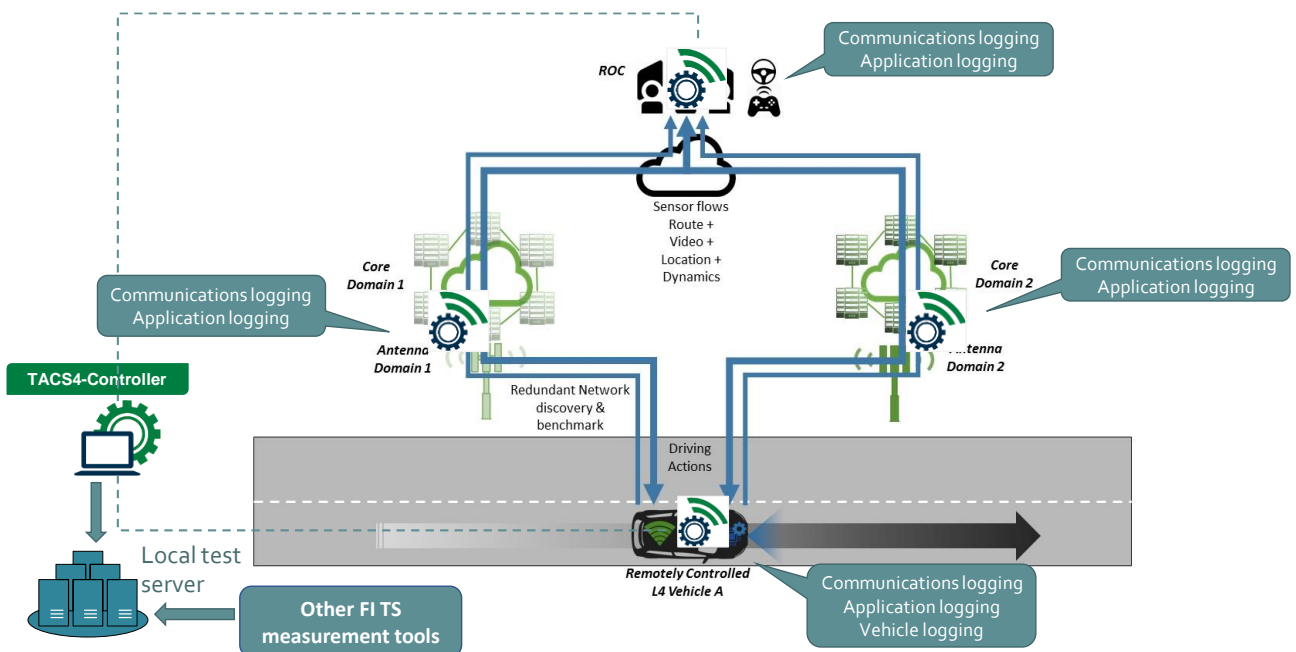 Communications logging
Application logging
ROC
Sensor flows
Route +
Video +
Location +
Dynamics
Core
Domain 1
Core
Domain 2
Communications logging
Application logging
Communications logging
Application logging
Antenna
Domain 1
Antenna
Domain 2
TACS4-Controller
Redundant Network
discovery &
benchmark
Driving
Actions
Local test
server
Remotely Controlled
L4 Vehicle A
Communications logging
Application logging
Vehicle logging
Other FI TS
measurement tools